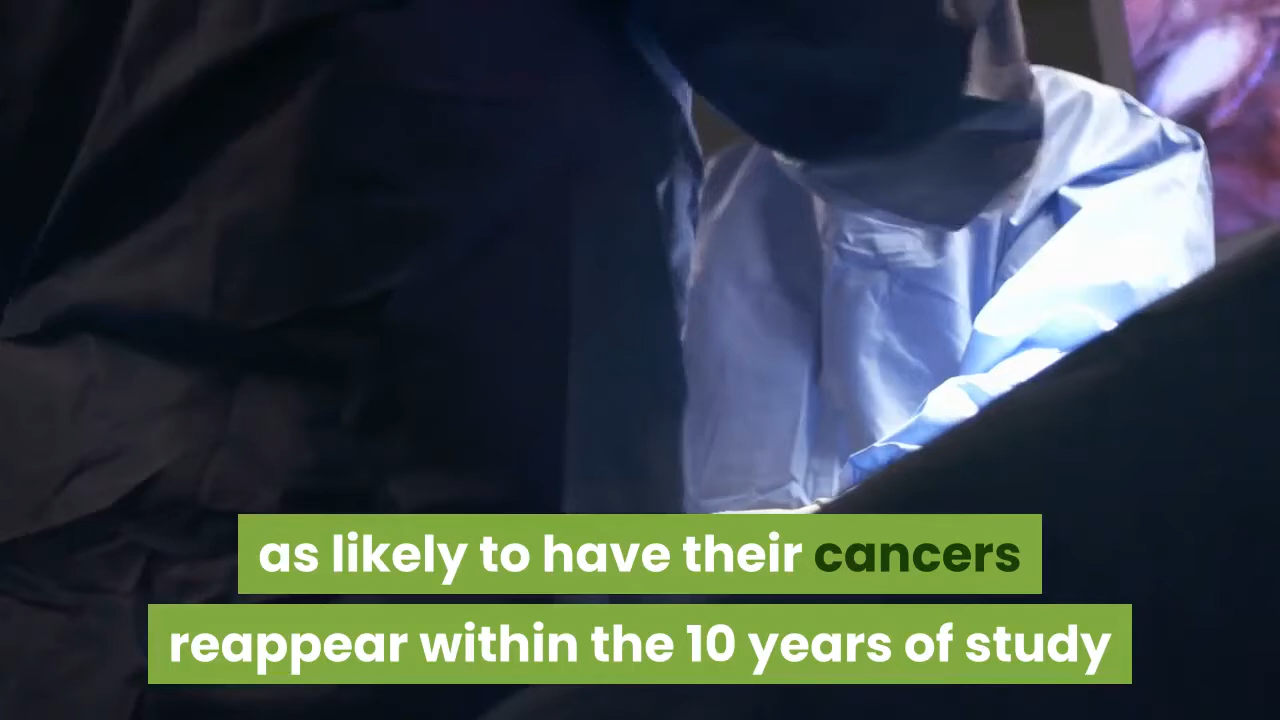 as likely to have their cancers
reappear within the 10 years of study